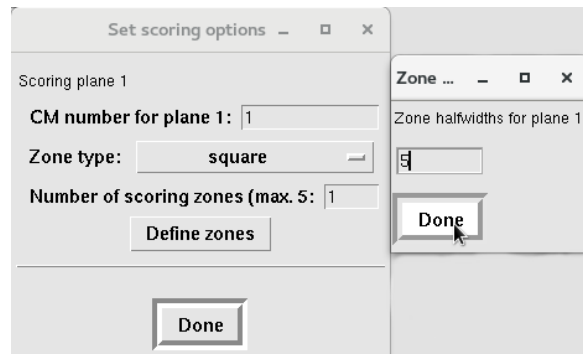 Set scoring options
Scoring plane 1
CM number for plane 1: 1
Zone type: square
Number of scoring zones (max. 5: 1
Define zones
Done
Zone ...
Zone halfwidths for plane 1
5
Done